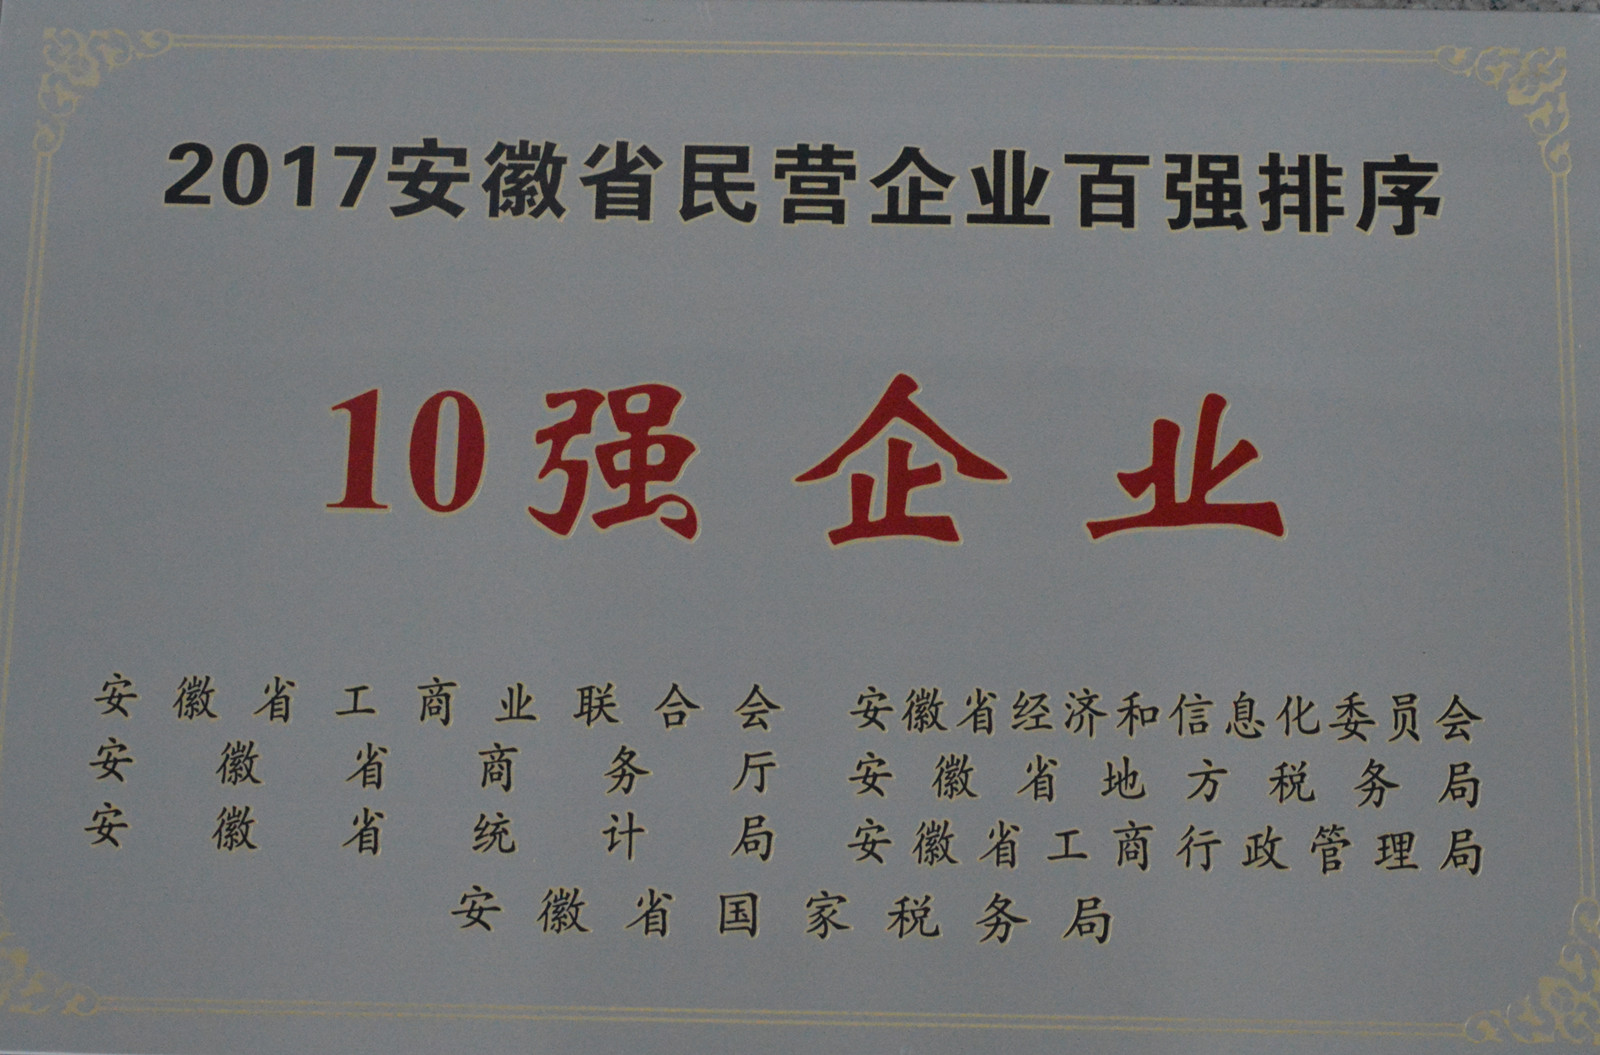 2017安徽省民营企业百强排序
10强企业
安徽省工商业联合会 安徽省经济和信息化委员会
安徽省商务厅 安徽省地方税务局
安徽省统计局 安徽省工商行政管理局
安徽省国家税务局